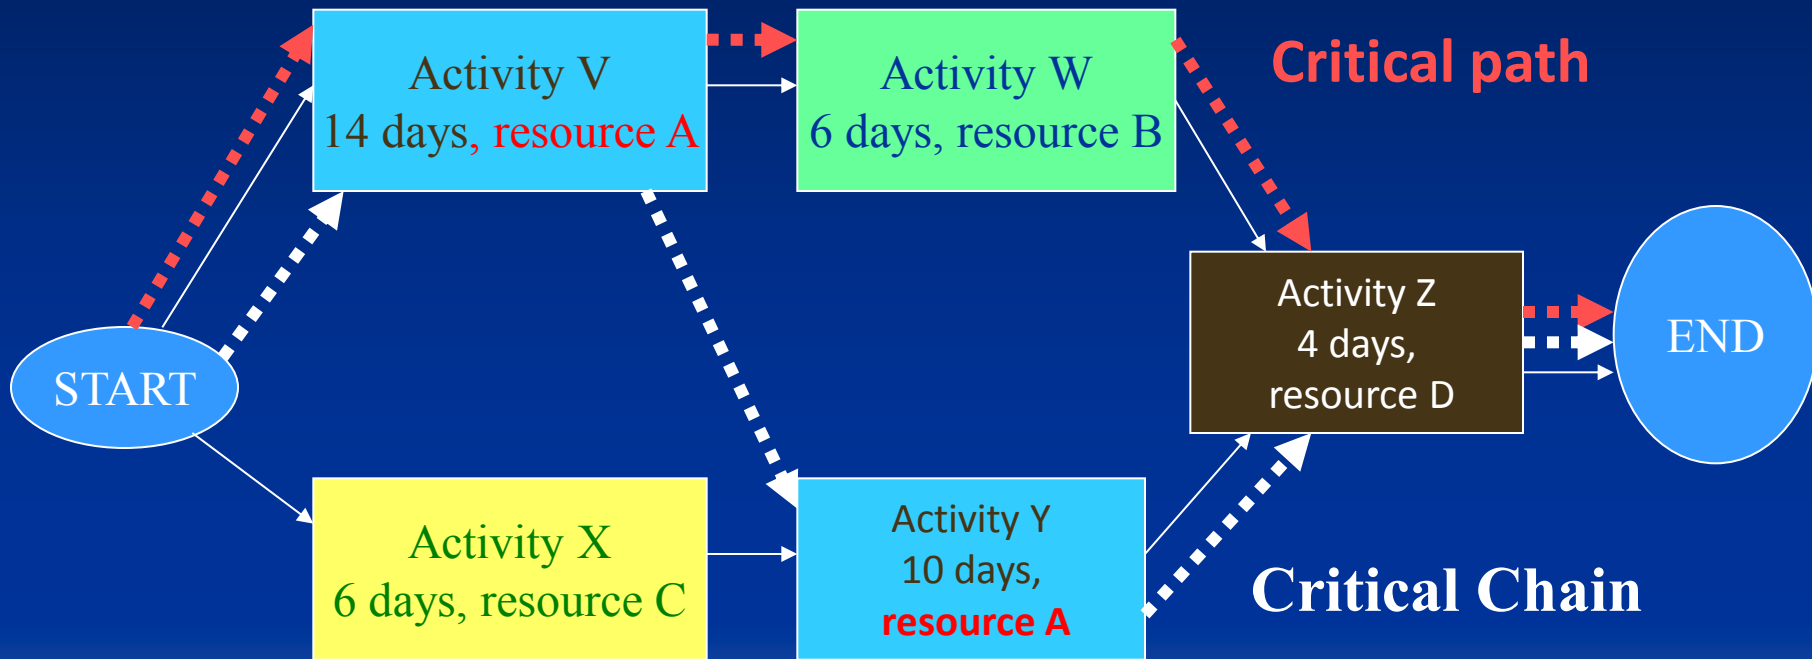 Activity V
14 days, resource A
Activity W
6 days, resource B
Critical path
START
Activity Z
4 days,
resource D
END
Activity X
6 days, resource C
Activity Y
10 days,
resource A
Critical Chain